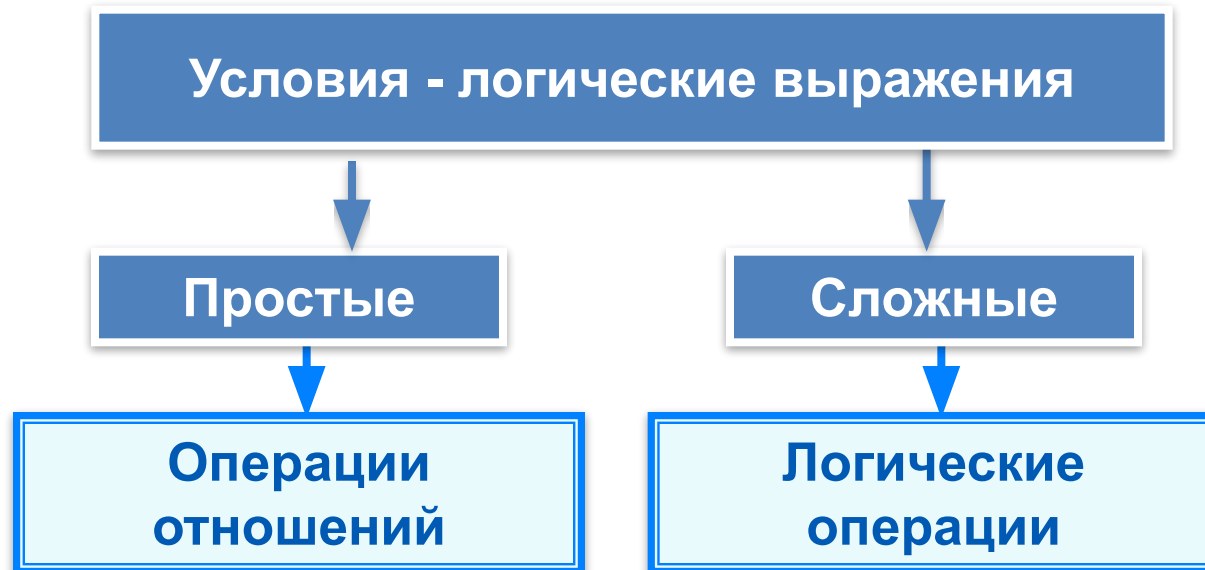 Условия - логические выражения
Простые
Сложные
Операции
отношений
Логические
операции